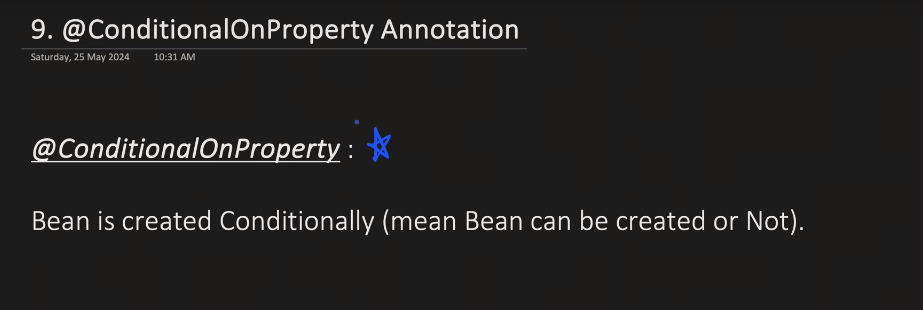 9. @ConditionalOnProperty Annotation
Saturday, 25 May 2024 10:31 AM
@ConditionalOnProperty :
Bean is created Conditionally (mean Bean can be created or Not).